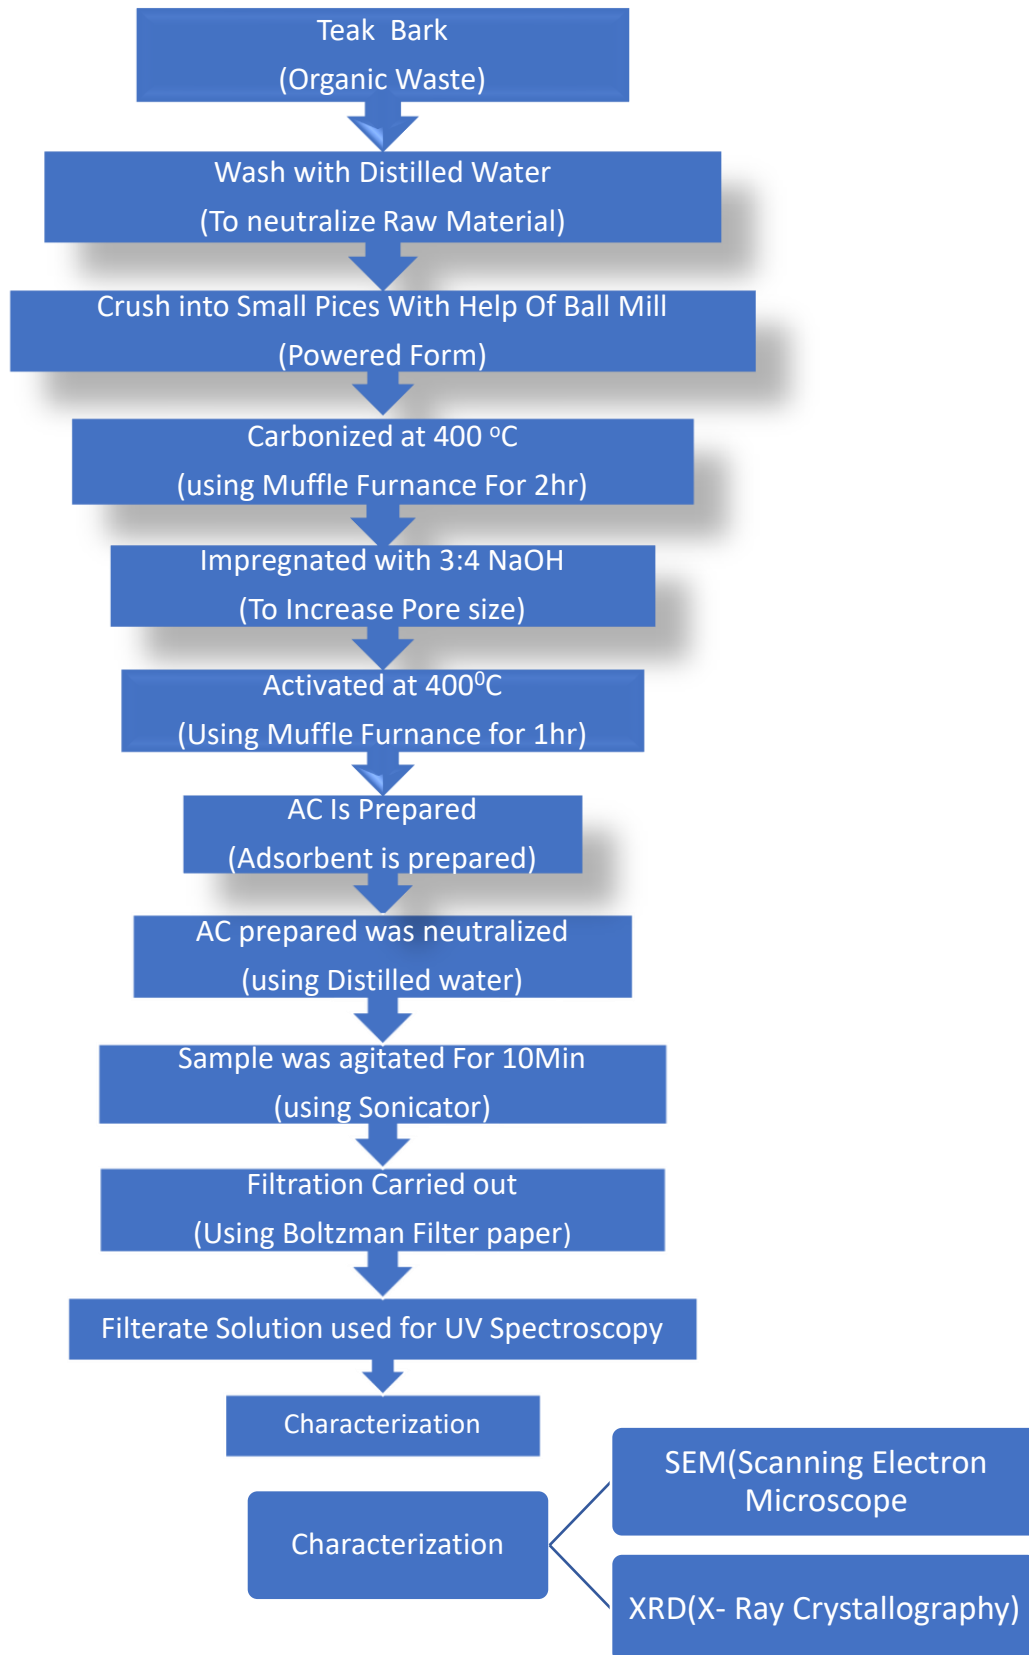 Teak Bark
(Organic Waste)
Wash with Distilled Water
(To neutralize Raw Material)
Crush into Small Pices With Help Of Ball Mill
(Powered Form)
Carbonized at 400 ᵒC
(using Muffle Furnance For 2hr)
Impregnated with 3:4 NaOH
(To Increase Pore size)
Activated at 400⁰C
(Using Muffle Furnance for 1hr)
AC Is Prepared
(Adsorbent is prepared)
AC prepared was neutralized
(using Distilled water)
Sample was agitated For 10Min
(using Sonicator)
Filtration Carried out
(Using Boltzman Filter paper)
Filterate Solution used for UV Spectroscopy
Characterization
Characterization
SEM(Scanning Electron
Microscope
XRD(X- Ray Crystallography)